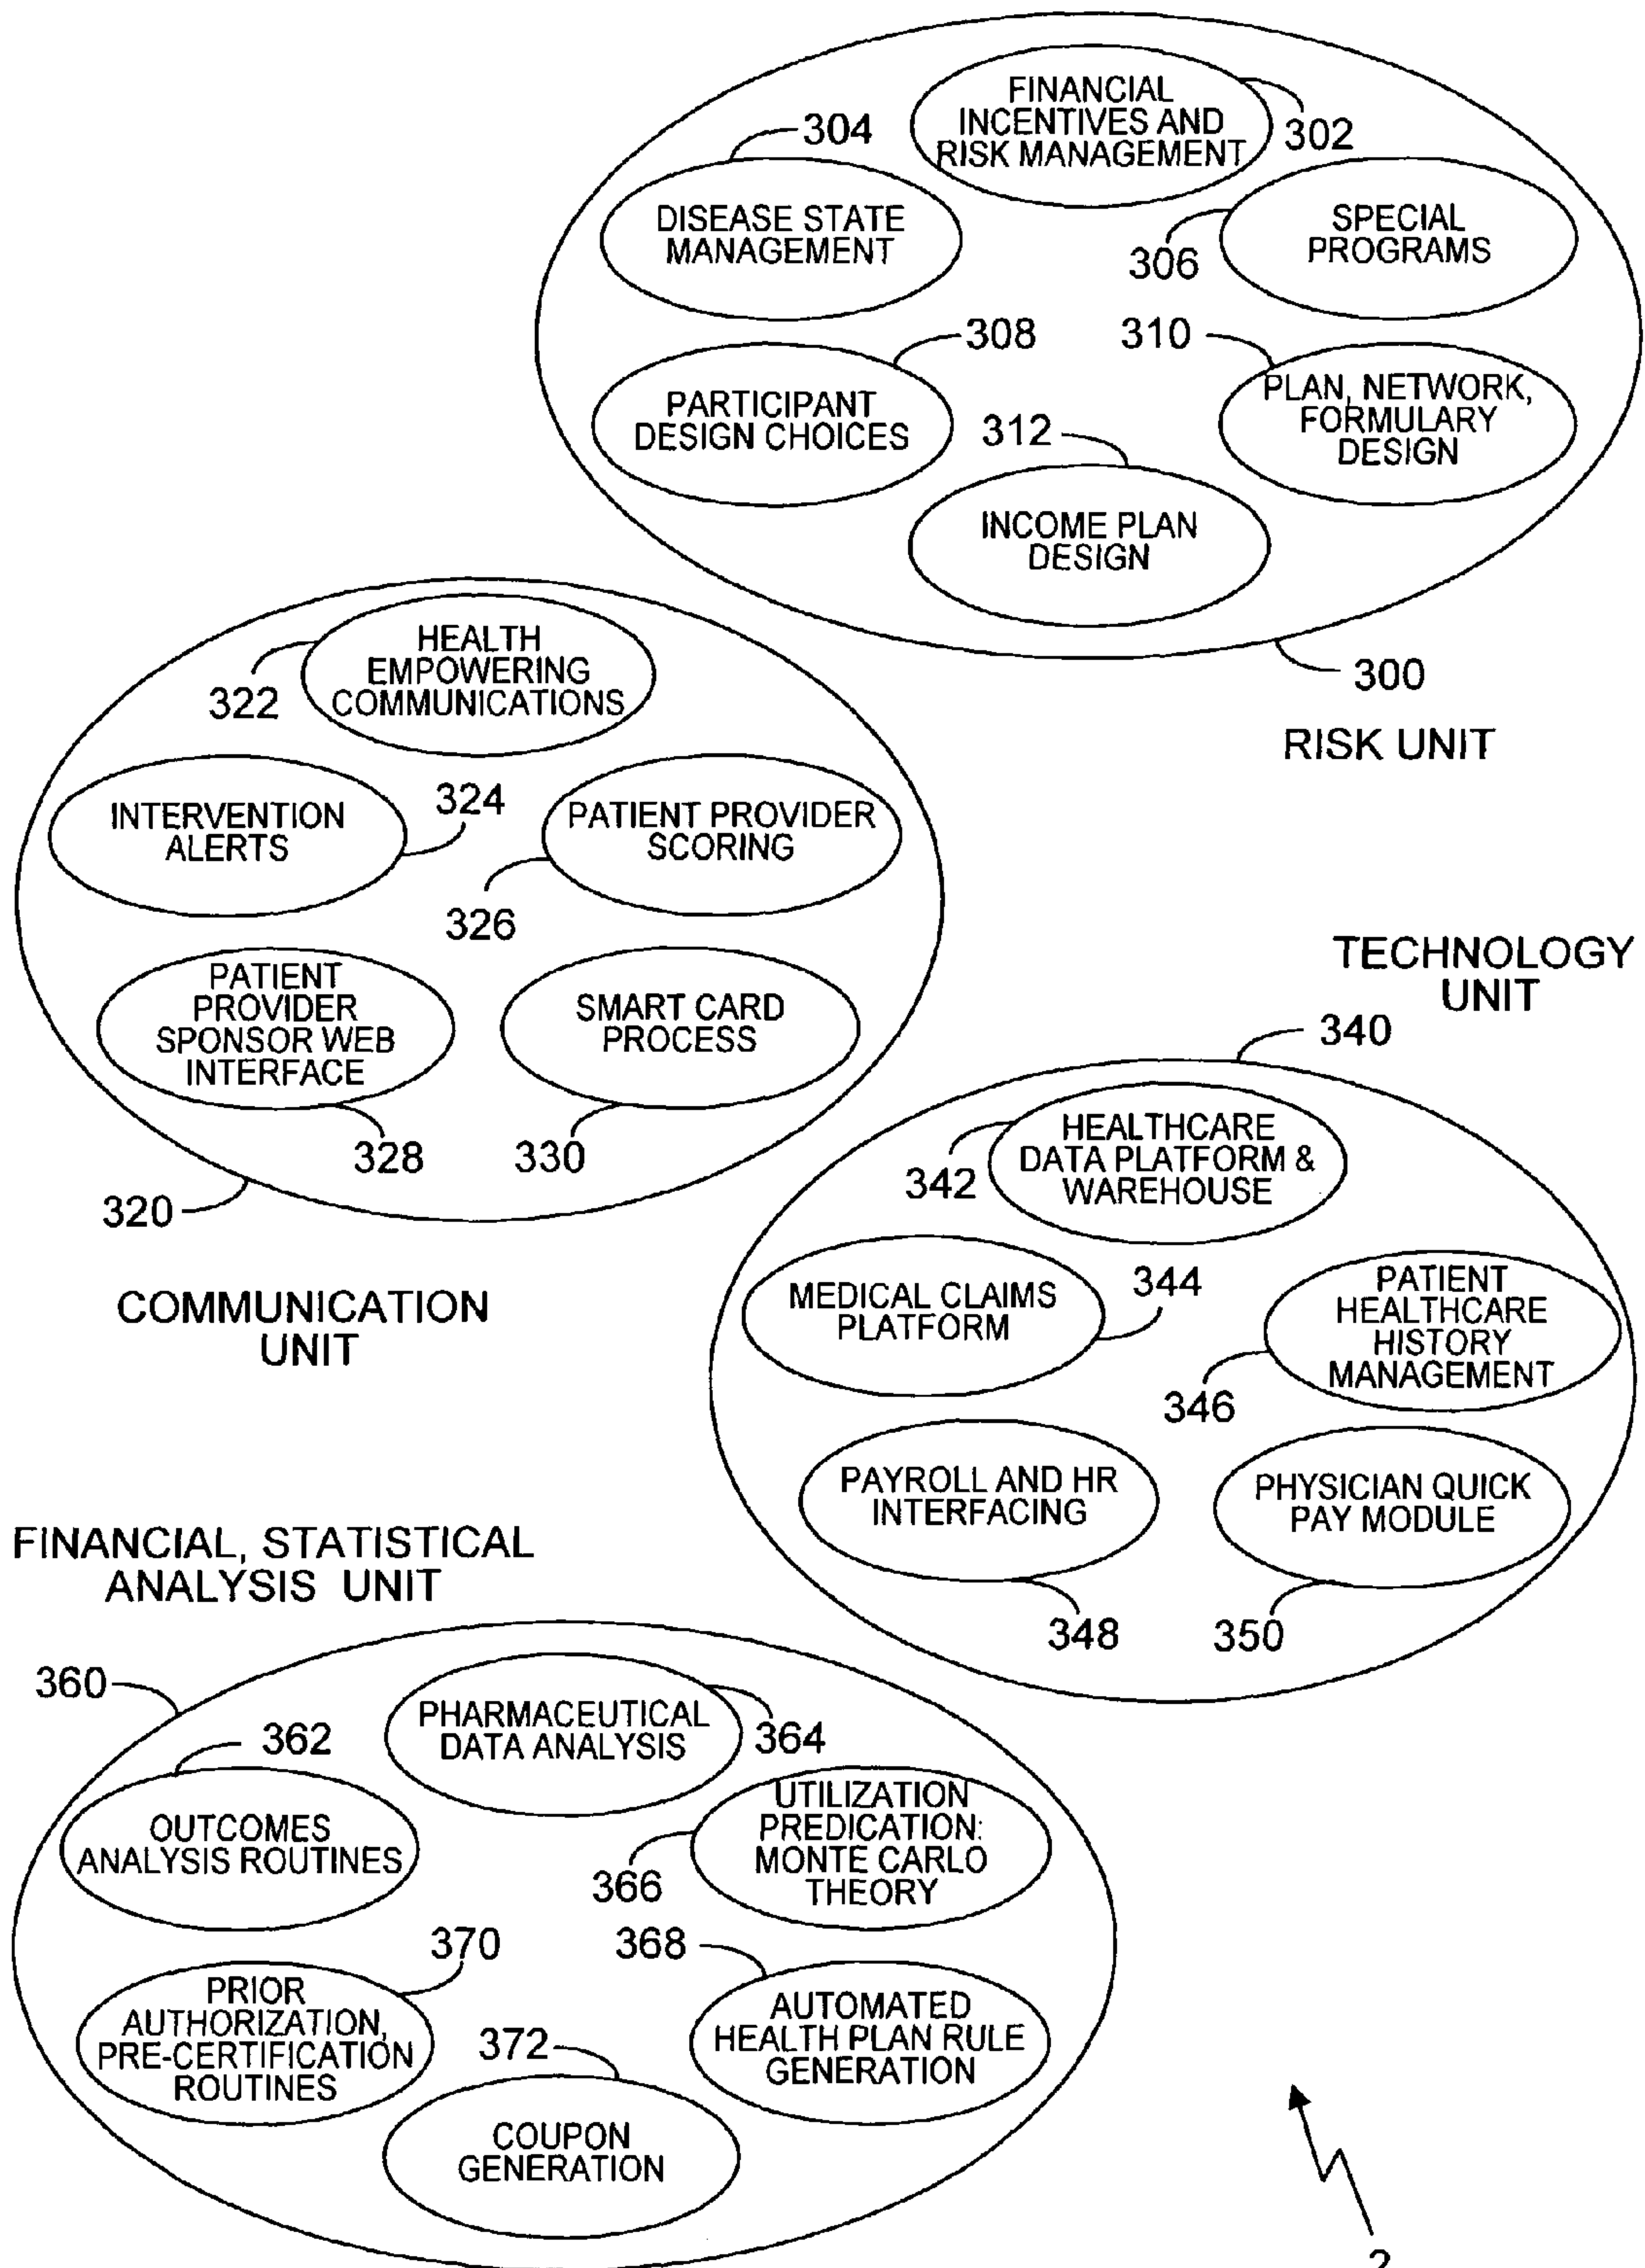 FINANCIAL
INCENTIVES AND
RISK MANAGEMENT
302
304
DISEASE STATE
MANAGEMENT
306
SPECIAL
PROGRAMS
308
PARTICIPANT
DESIGN CHOICES
310
PLAN, NETWORK,
FORMULARY
DESIGN
312
INCOME PLAN
DESIGN
300
RISK UNIT
322
HEALTH
EMPOWERING
COMMUNICATIONS
INTERVENTION
ALERTS
324
PATIENT PROVIDER
SCORING
326
PATIENT
PROVIDER
SPONSOR WEB
INTERFACE
328
SMART CARD
PROCESS
330
320
COMMUNICATION
UNIT
TECHNOLOGY
UNIT
340
342
HEALTHCARE
DATA PLATFORM &
WAREHOUSE
MEDICAL CLAIMS
PLATFORM
344
PATIENT
HEALTHCARE
HISTORY
MANAGEMENT
346
PAYROLL AND HR
INTERFACING
348
PHYSICIAN QUICK
PAY MODULE
350
FINANCIAL, STATISTICAL
ANALYSIS UNIT
360
362
OUTCOMES
ANALYSIS ROUTINES
PHARMACEUTICAL
DATA ANALYSIS
364
UTILIZATION
PREDICATION:
MONTE CARLO
THEORY
366
370
PRIOR
AUTHORIZATION,
PRE-CERTIFICATION
ROUTINES
368
AUTOMATED
HEALTH PLAN RULE
GENERATION
372
COUPON
GENERATION
2